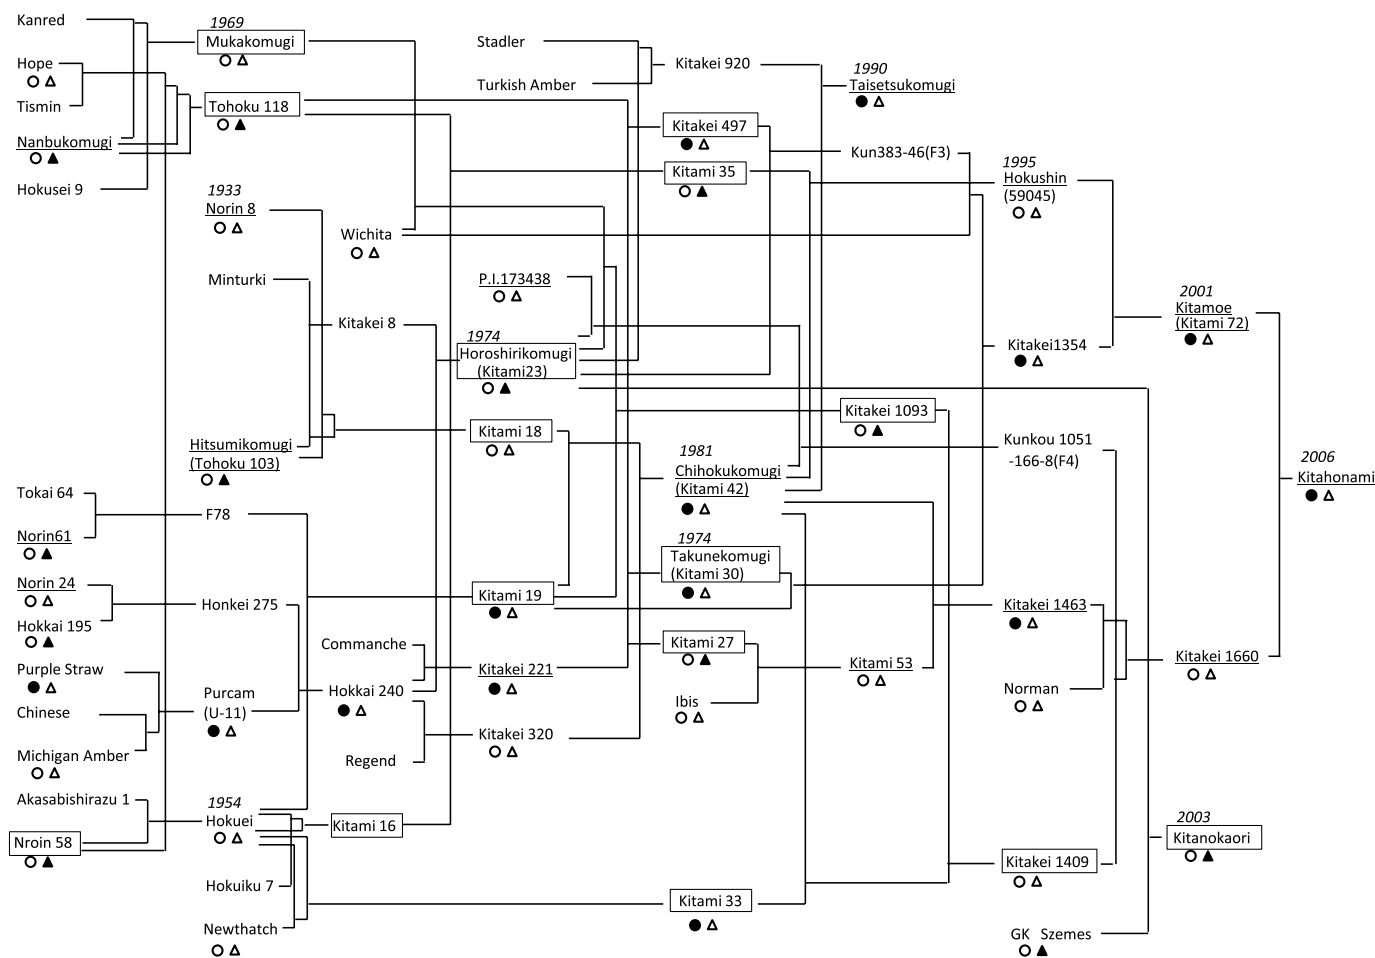 Kanred
Hope
Tismin
Nanbukomugi
Hokusei 9
1969
Mukakomugi
Tohoku 118
1933
Norin 8
Minturki
Hitsumikomugi
(Tohoku 103)
Tokai 64
Norin61
Norin 24
Hokkai 195
Purple Straw
Chinese
Michigan Amber
Akasabishirazu 1
Nroin 58
F78
Honkei 275
Purcam
(U-11)
1954
Hokuei
Hokuiku 7
Newthatch
Wichita
Kitakei 8
Commanche
Hokkai 240
Regend
Kitami 16
Stadler
Turkish Amber
P.I.173438
1974
Horoshirikomugi
(Kitami23)
Kitami 18
Kitami 19
Kitakei 221
Kitakei 320
Kitakei 920
Kitakei 497
Kitami 35
1981
Chihokukomugi
(Kitami 42)
1974
Takunekomugi
(Kitami 30)
Kitami 27
Ibis
Kitami 33
1990
Taisetsukomugi
Kun383-46(F3)
Kitakei 1093
Kitami 53
1995
Hokushin
(59045)
Kitakei1354
Kunkou 1051
-166-8(F4)
Kitakei 1463
Norman
Kitakei 1409
GK Szemes
2001
Kitamoe
(Kitami 72)
Kitakei 1660
2003
Kitanokaori
2006
Kitahonami